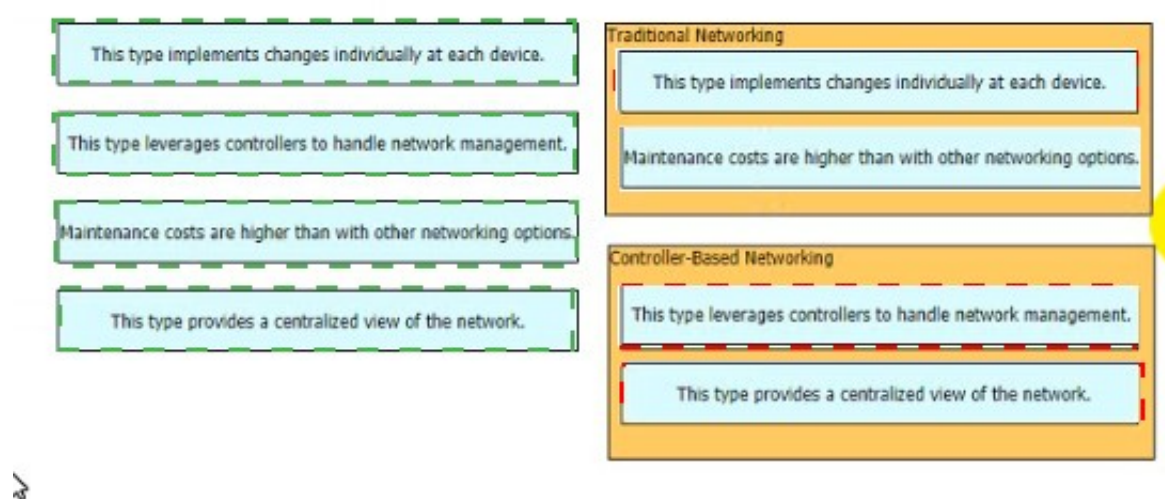 This type implements changes individually at each device.
This type leverages controllers to handle network management.
Maintenance costs are higher than with other networking options.
This type provides a centralized view of the network.
Traditional Networking
This type implements changes individually at each device.
Maintenance costs are higher than with other networking options.
Controller-Based Networking
This type leverages controllers to handle network management.
This type provides a centralized view of the network.